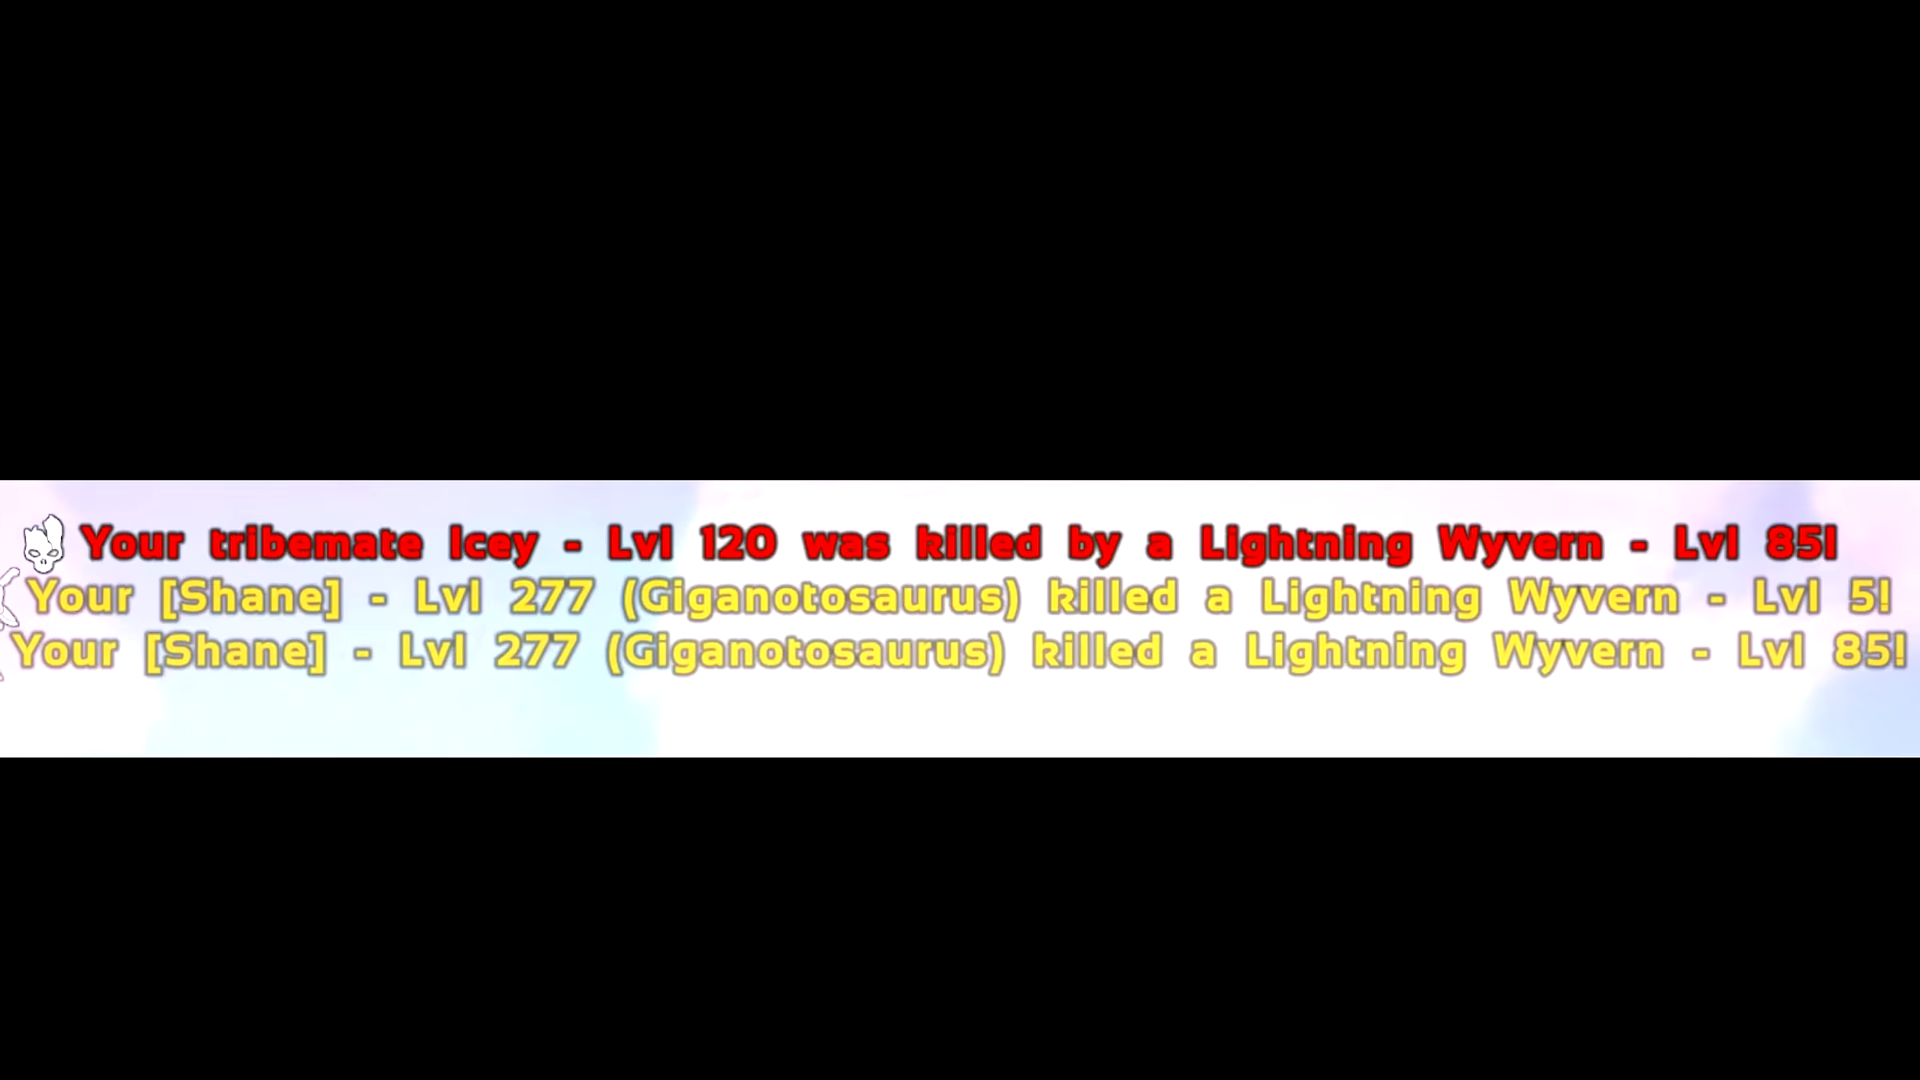 Your tribemate Icey - Lvl 120 was killed by a Lightning Wyvern - Lvl 85!
Your [Shane] - Lvl 277 (Giganotosaurus) killed a Lightning Wyvern - Lvl 5!
Your [Shane] - Lvl 277 (Giganotosaurus) killed a Lightning Wyvern - Lvl 85!